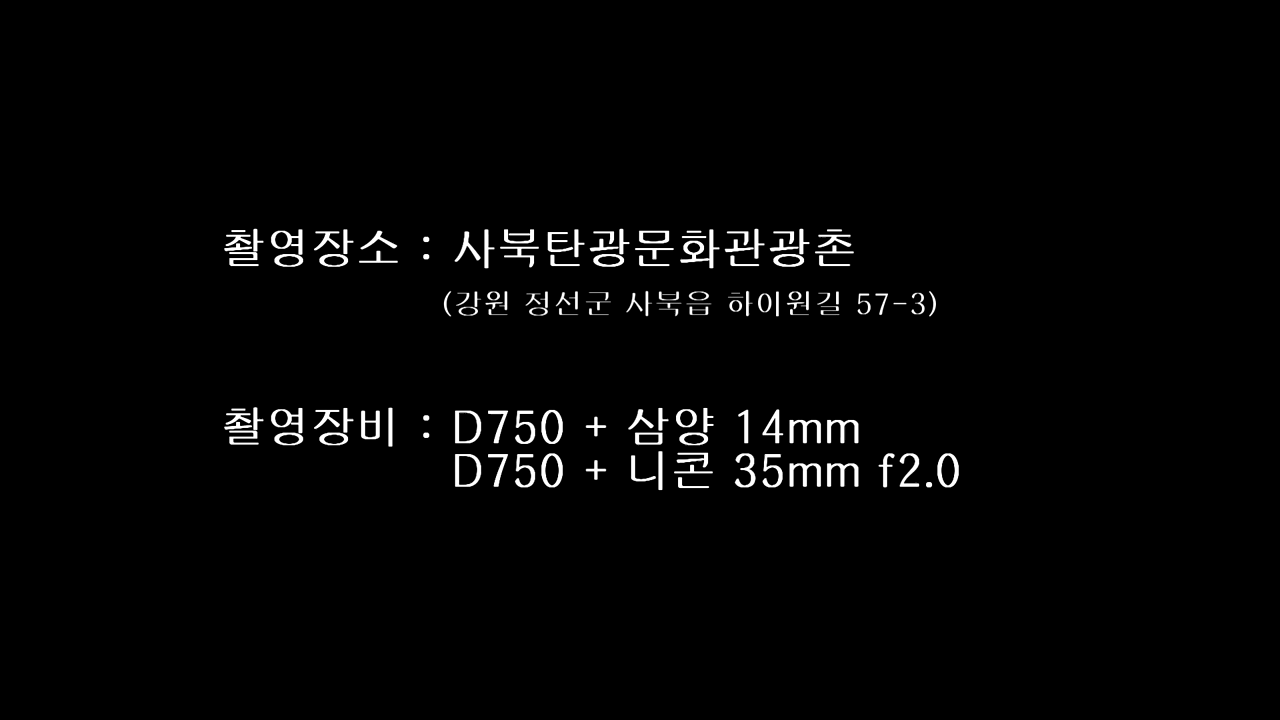 촬영장소 : 사북탄광문화관광촌
(강원 정선군 사북읍 하이원길 57-3)
촬영장비 : D750 + 삼양 14mm
D750 + 니콘 35mm f2.0